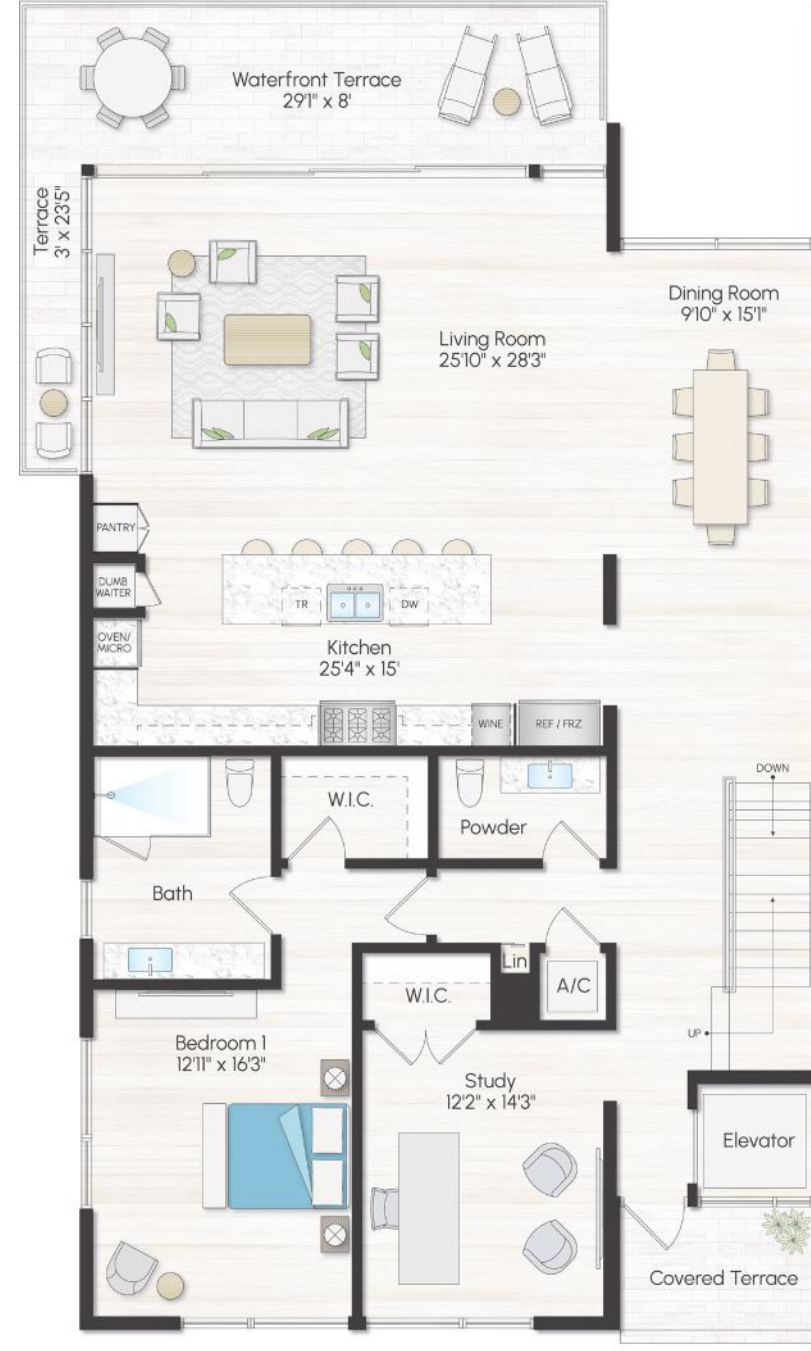 Waterfront Terrace
29'1" x 8'
Terrace
3' x 23'5"
Dining Room
9'10" x 15'1"
Living Room
25'10" x 28'3"
PANTRY
DUMB
WAITER
OVEN/
MICRO
TR
DW
Kitchen
25'4" x 15'
WINE
REF / FRZ
DOWN
W.I.C.
Powder
Bath
Lin
A/C
W.I.C.
UP
Bedroom 1
12'11" x 16'3"
Study
12'2" x 14'3"
Elevator
Covered Terrace